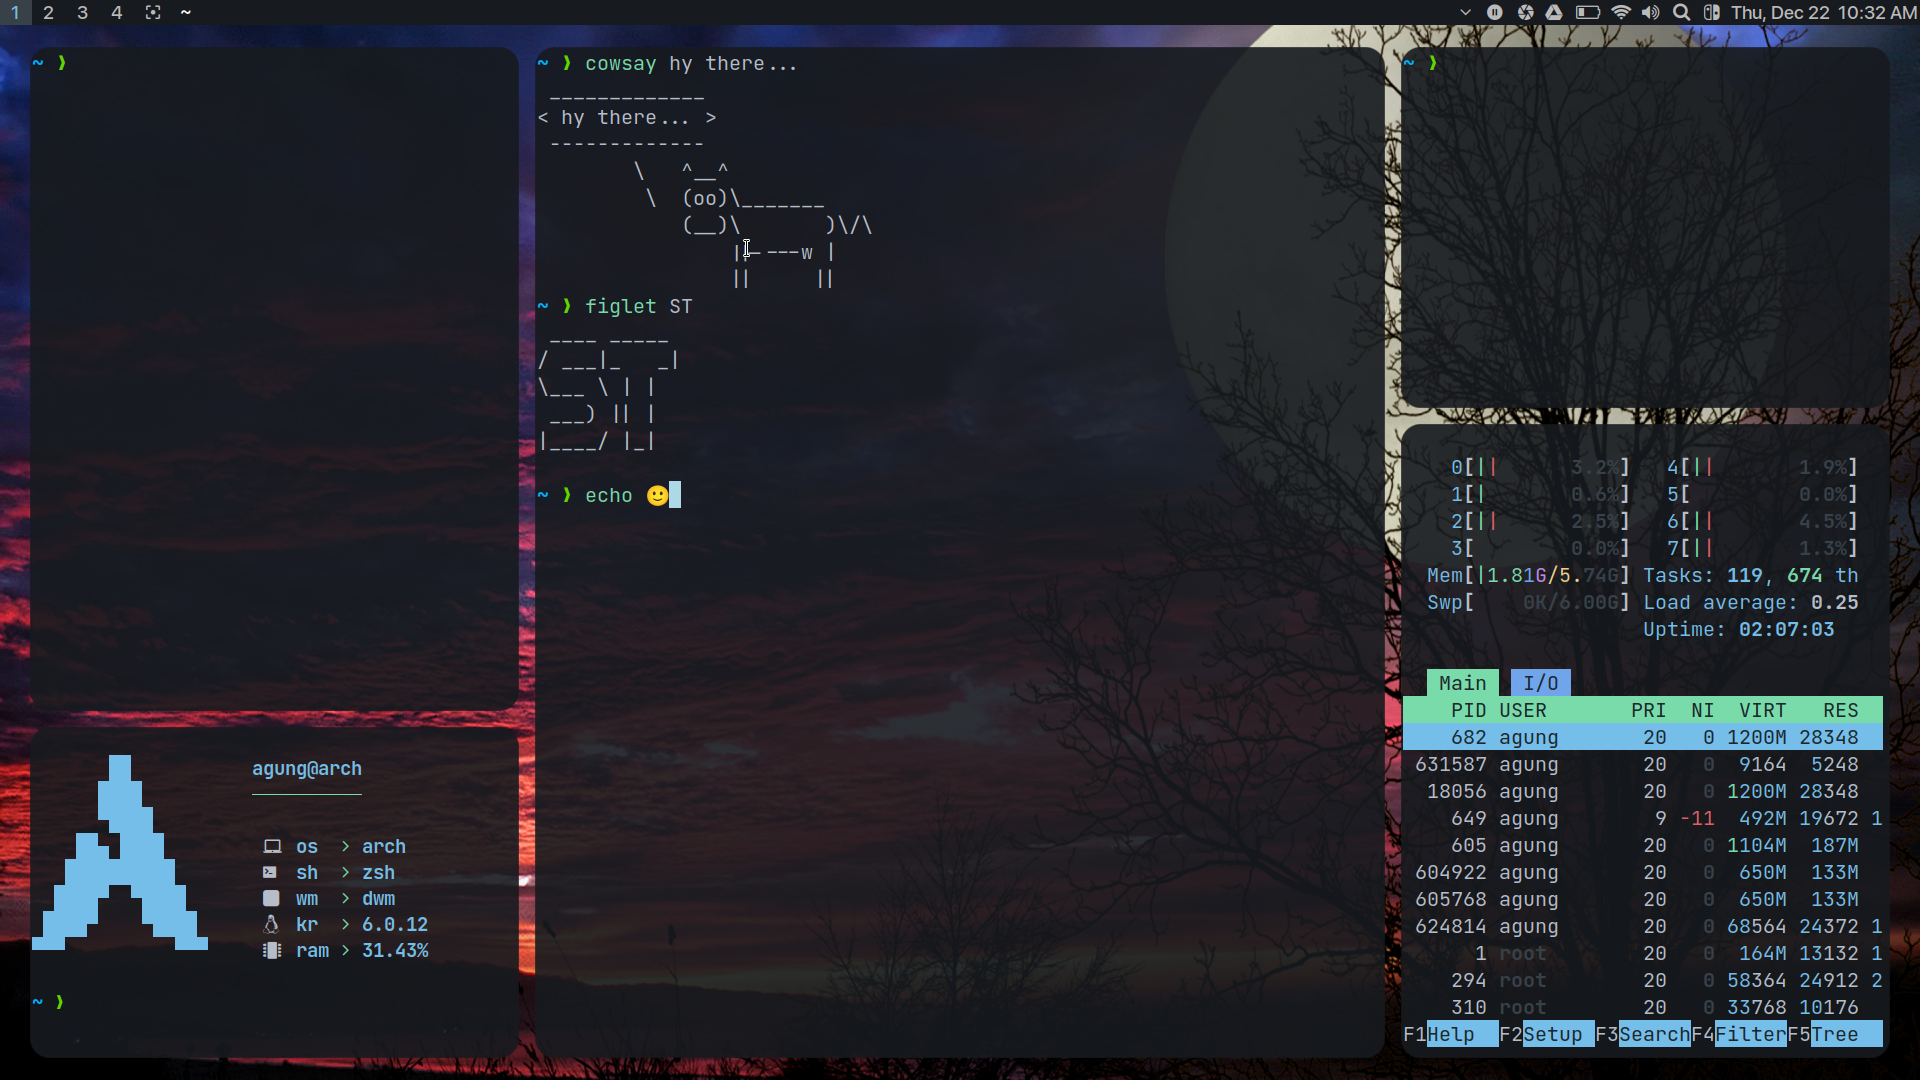 1 2 3 4 ~
Thu, Dec 22 10:32 AM
~ ❯
~ ❯ cowsay hy there...
 _____________
< hy there... >
 -------------
        \   ^__^
         \  (oo)\_______
            (__)\       )\/\
                ||----w |
                ||     ||
~ ❯ figlet ST
 ____ _____
/ ___|_   _|
\___ \ | |
 ___) || |
|____/ |_|
~ ❯ echo 🙂
~ ❯
agung@arch
os > arch
sh > zsh
wm > dwm
kr > 6.0.12
ram > 31.43%
~ ❯
0[|| 3.2%] 4[|| 1.9%]
1[| 0.6%] 5[ 0.0%]
2[|| 2.5%] 6[|| 4.5%]
3[ 0.0%] 7[|| 1.3%]
Mem[|1.81G/5.74G] Tasks: 119, 674 th
Swp[ 0K/6.00G] Load average: 0.25
Uptime: 02:07:03
Main I/O
PID USER PRI NI VIRT RES
682 agung 20 0 1200M 28348
631587 agung 20 0 9164 5248
18056 agung 20 0 1200M 28348
649 agung 9 -11 492M 19672 1
605 agung 20 0 1104M 187M
604922 agung 20 0 650M 133M
605768 agung 20 0 650M 133M
624814 agung 20 0 68564 24372 1
1 root 20 0 164M 13132 1
294 root 20 0 58364 24912 2
310 root 20 0 33768 10176
F1Help F2Setup F3SearchF4FilterF5Tree